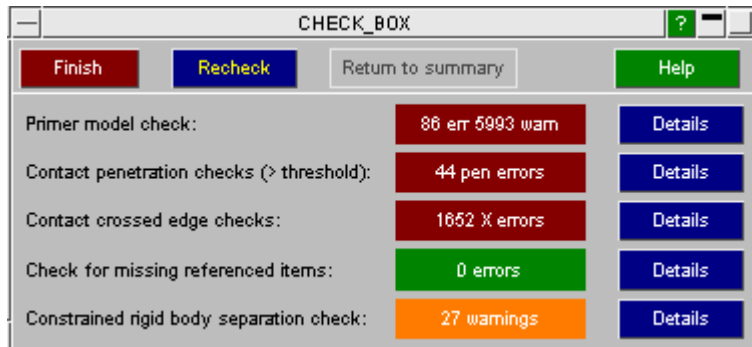 CHECK_BOX ?
Finish Recheck Return to summary Help
Primer model check: 86 err 5993 warn Details
Contact penetration checks (> threshold): 44 pen errors Details
Contact crossed edge checks: 1652 X errors Details
Check for missing referenced items: 0 errors Details
Constrained rigid body separation check: 27 warnings Details